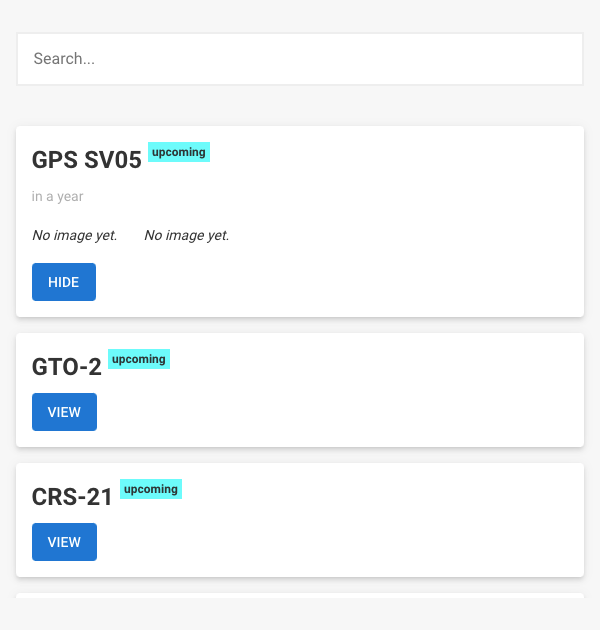 Search...
GPS SV05 upcoming
in a year
No image yet. No image yet.
HIDE
GTO-2 upcoming
VIEW
CRS-21 upcoming
VIEW